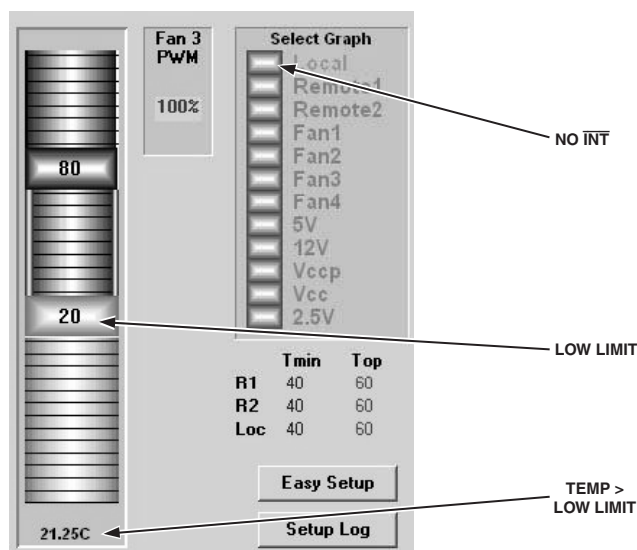 Fan 3
PWM
100%
Select Graph
Local
Remote1
Remote2
Fan1
Fan2
Fan3
Fan4
5V
12V
Vccp
Vcc
2.5V
80
20
21.25C
Tmin Top
R1 40 60
R2 40 60
Loc 40 60
Easy Setup
Setup Log
NO INT
LOW LIMIT
TEMP >
LOW LIMIT